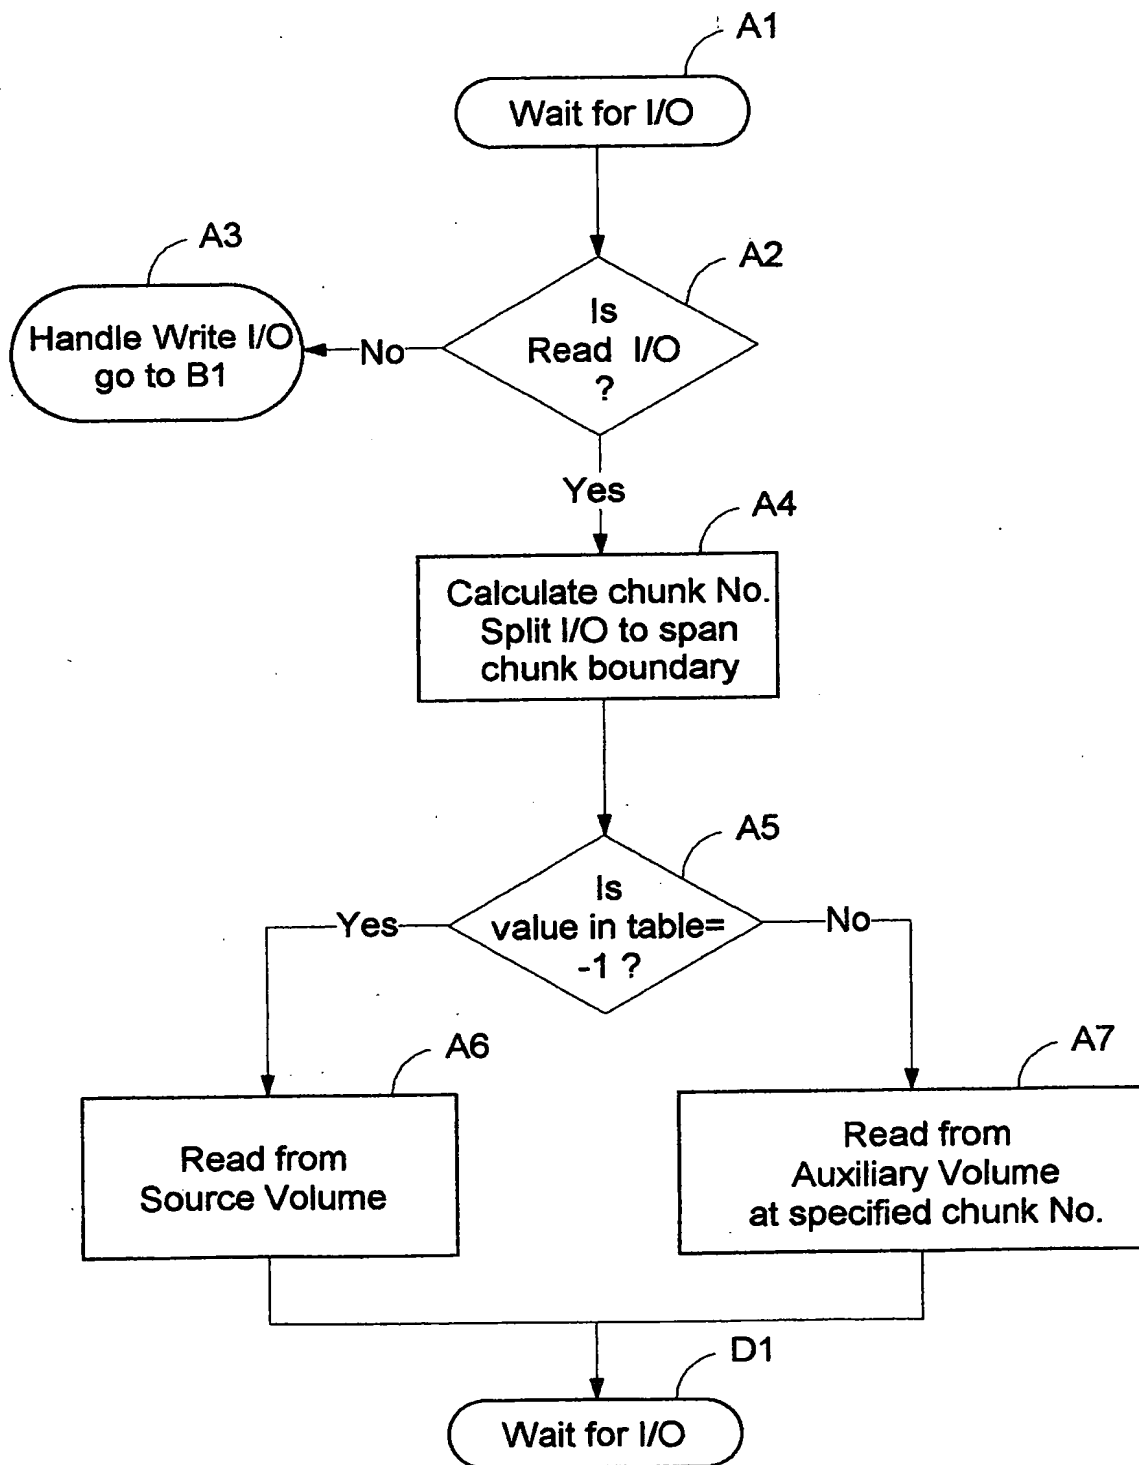 A1
Wait for I/O
A3
A2
Handle Write I/O
go to B1
No
Is
Read I/O
?
Yes
A4
Calculate chunk No.
Split I/O to span
chunk boundary
A5
Is
value in table=
-1 ?
Yes
No
A6
A7
Read from
Source Volume
Read from
Auxiliary Volume
at specified chunk No.
D1
Wait for I/O